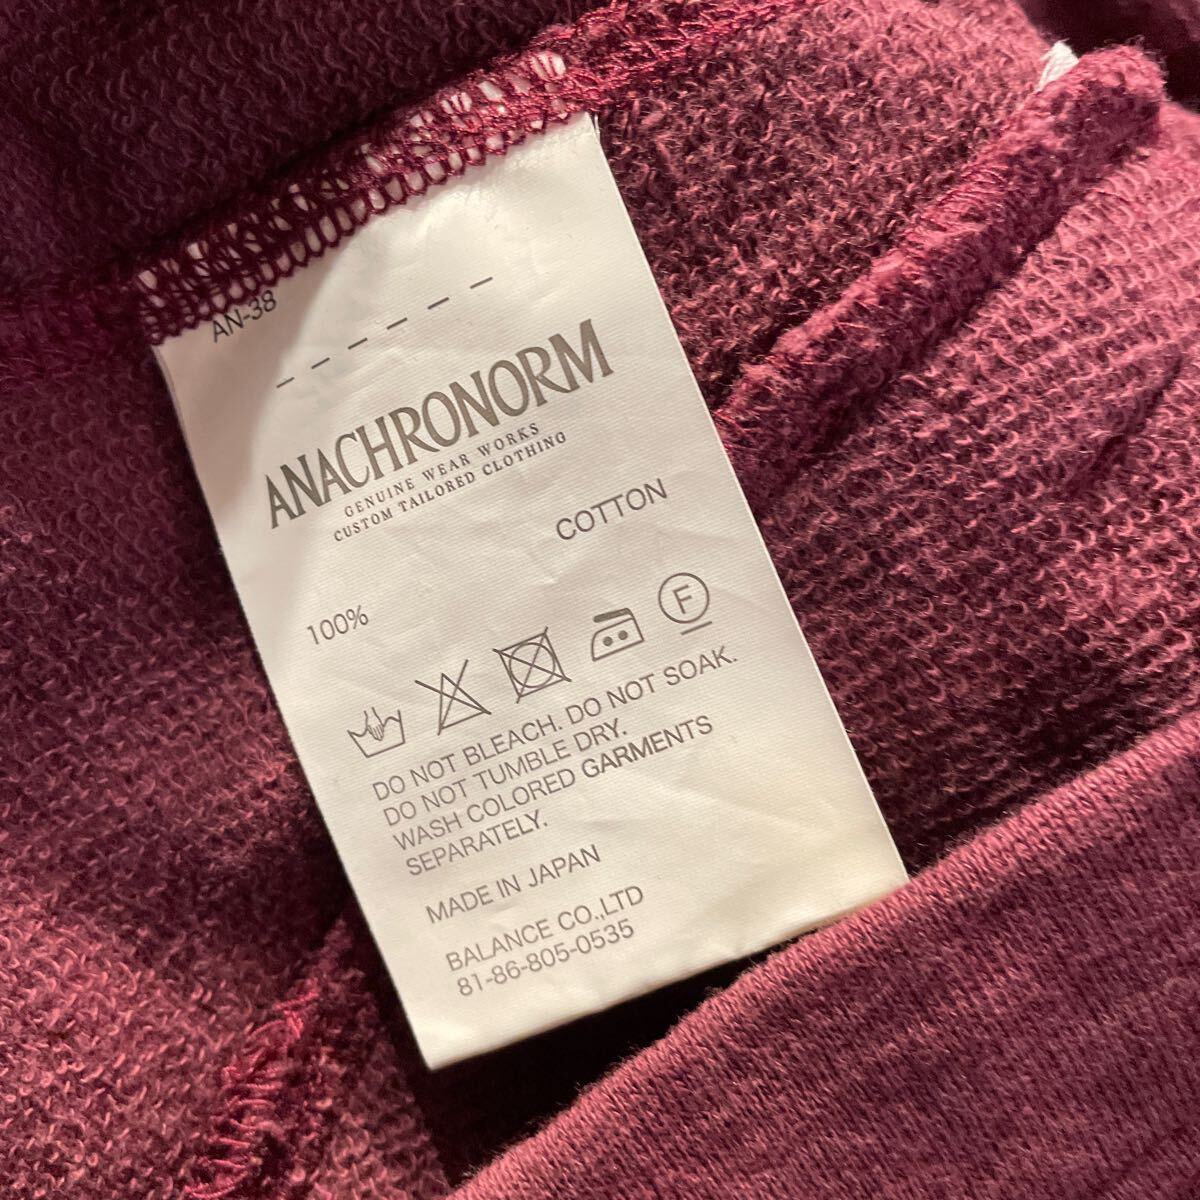 AN-38
ANACHRONORM
GENUINE WEAR WORKS
CUSTOM TAILORED CLOTHING
COTTON
100%
F
DO NOT BLEACH. DO NOT SOAK.
DO NOT TUMBLE DRY.
WASH COLORED GARMENTS
SEPARATELY.
MADE IN JAPAN
BALANCE CO.,LTD
81-86-805-0535